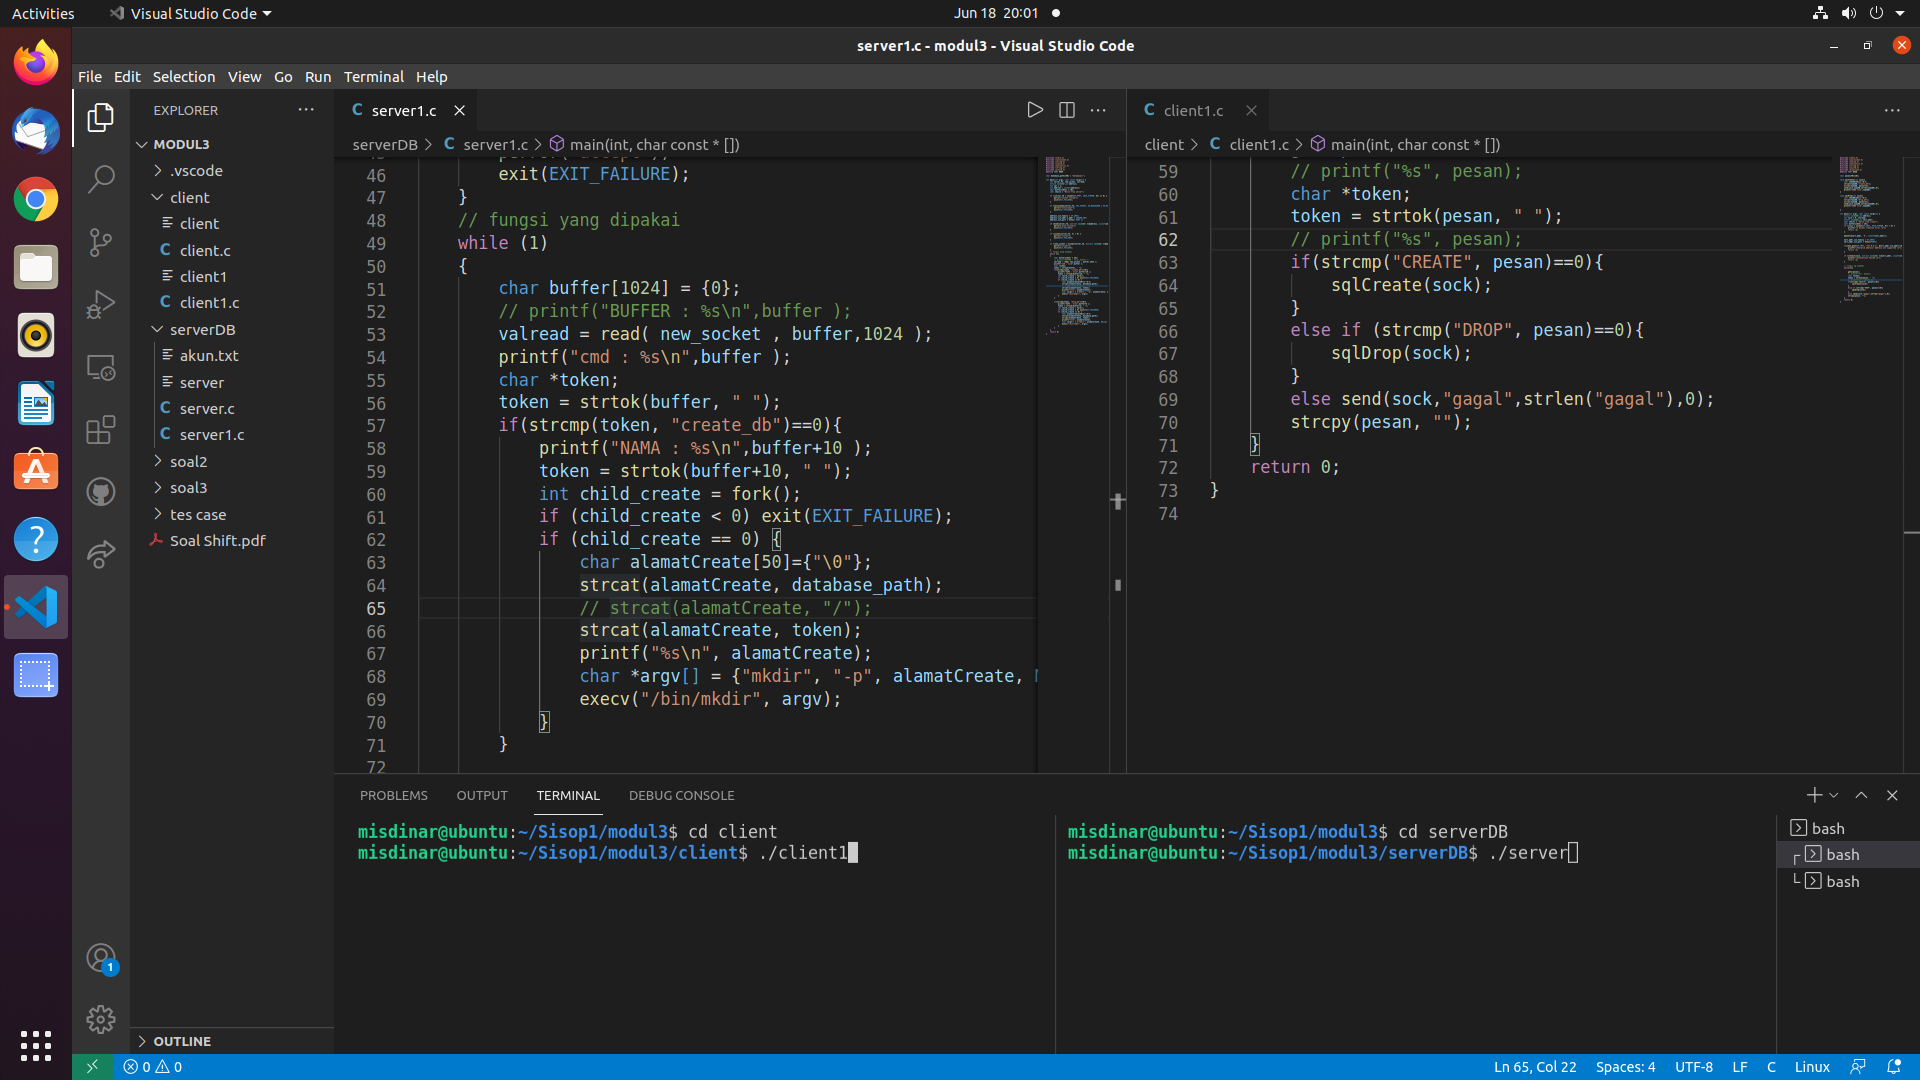 Activities
Visual Studio Code
Jun 18 20:01
server1.c - modul3 - Visual Studio Code
File Edit Selection View Go Run Terminal Help
EXPLORER
MODUL3
.vscode
client
client
client.c
client1
client1.c
serverDB
akun.txt
server
server.c
server1.c
soal2
soal3
tes case
Soal Shift.pdf
OUTLINE
server1.c
serverDB > server1.c > main(int, char const * [])
46 exit(EXIT_FAILURE);
47 }
48 // fungsi yang dipakai
49 while (1)
50 {
51 char buffer[1024] = {0};
52 // printf("BUFFER : %s\n",buffer );
53 valread = read( new_socket , buffer,1024 );
54 printf("cmd : %s\n",buffer );
55 char *token;
56 token = strtok(buffer, " ");
57 if(strcmp(token, "create_db")==0){
58 printf("NAMA : %s\n",buffer+10 );
59 token = strtok(buffer+10, " ");
60 int child_create = fork();
61 if (child_create < 0) exit(EXIT_FAILURE);
62 if (child_create == 0) {
63 char alamatCreate[50]={"\0"};
64 strcat(alamatCreate, database_path);
65 // strcat(alamatCreate, "/");
66 strcat(alamatCreate, token);
67 printf("%s\n", alamatCreate);
68 char *argv[] = {"mkdir", "-p", alamatCreate,
69 execv("/bin/mkdir", argv);
70 }
71 }
72
client1.c
client > client1.c > main(int, char const * [])
59 // printf("%s", pesan);
60 char *token;
61 token = strtok(pesan, " ");
62 // printf("%s", pesan);
63 if(strcmp("CREATE", pesan)==0){
64 sqlCreate(sock);
65 }
66 else if (strcmp("DROP", pesan)==0){
67 sqlDrop(sock);
68 }
69 else send(sock,"gagal",strlen("gagal"),0);
70 strcpy(pesan, "");
71 }
72 return 0;
73 }
74
PROBLEMS OUTPUT TERMINAL DEBUG CONSOLE
misdinar@ubuntu:~/Sisop1/modul3$ cd client
misdinar@ubuntu:~/Sisop1/modul3/client$ ./client1
misdinar@ubuntu:~/Sisop1/modul3$ cd serverDB
misdinar@ubuntu:~/Sisop1/modul3/serverDB$ ./server
bash
bash
bash
1
0 0
Ln 65, Col 22 Spaces: 4 UTF-8 LF C Linux